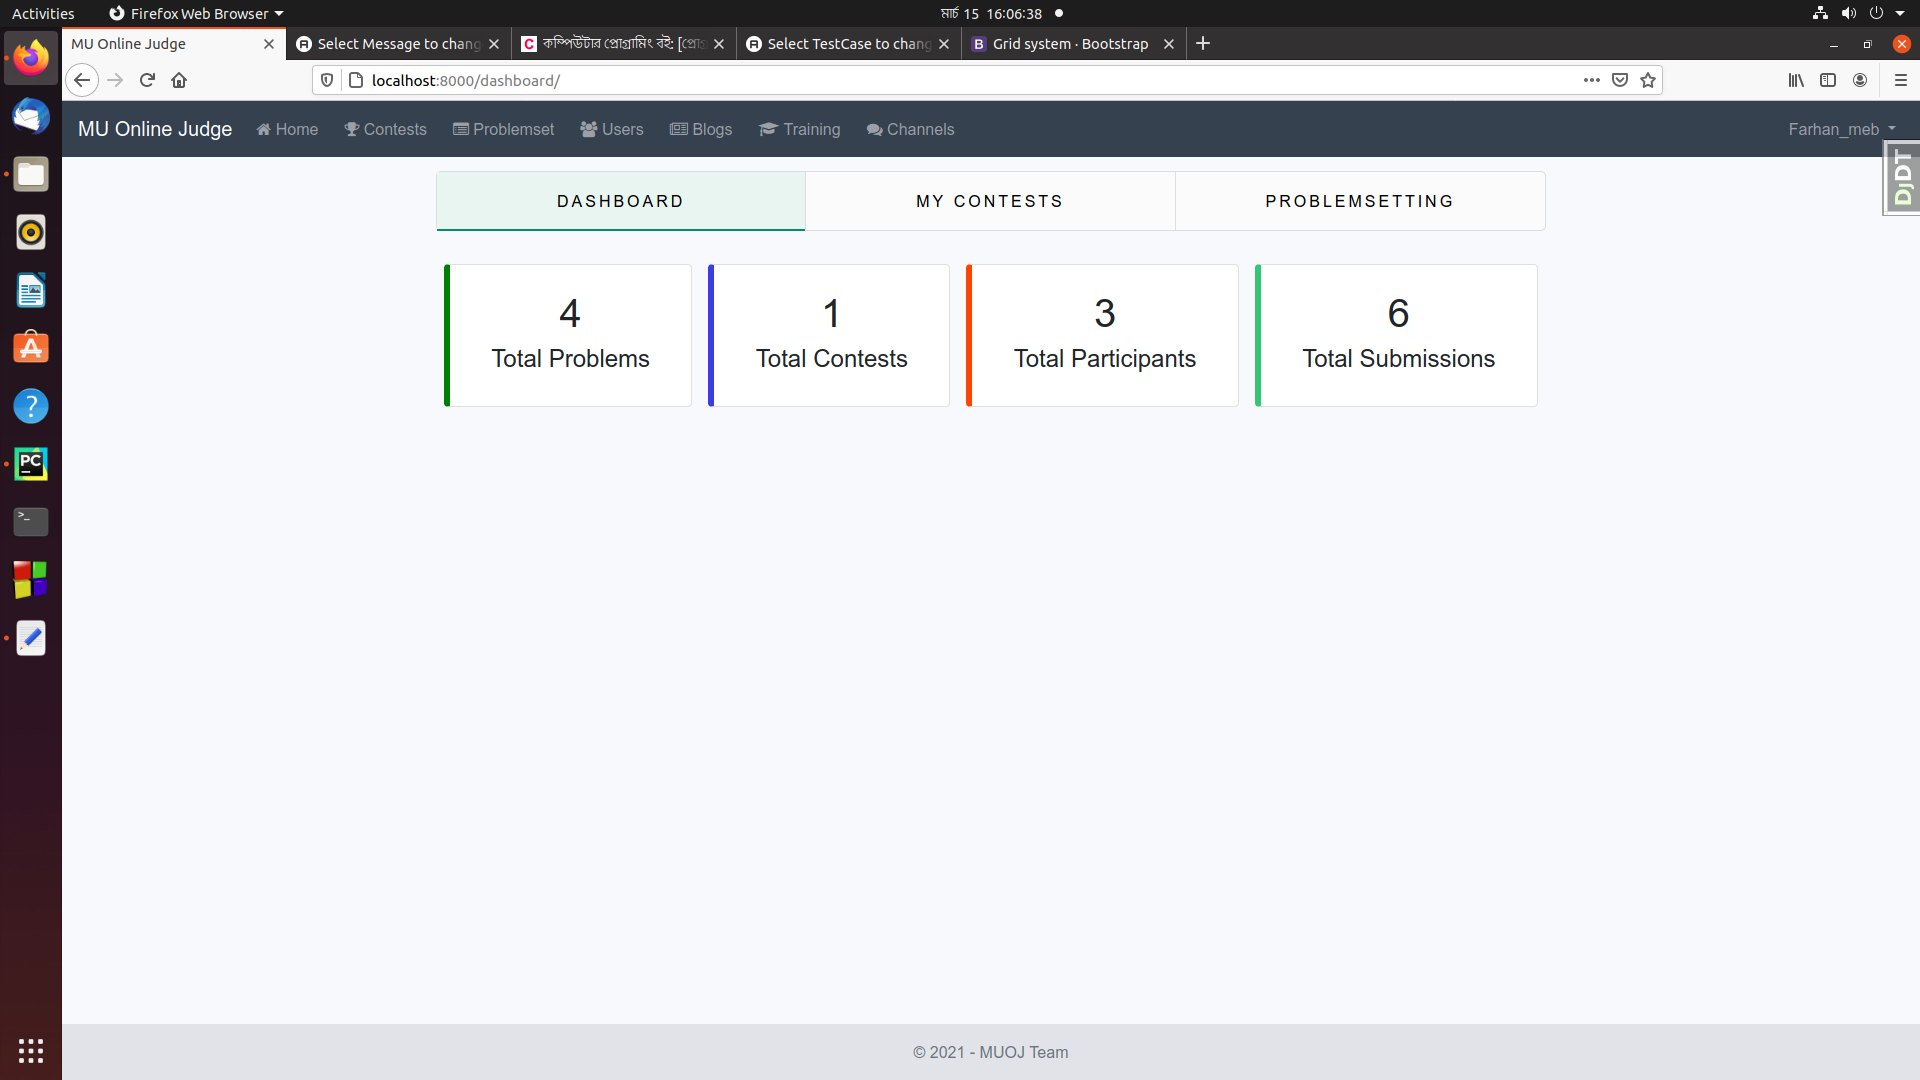 Activities Firefox Web Browser মার্চ 15 16:06:38
MU Online Judge Select Message to chang কম্পিউটার প্রোগ্রামিং বই: [প্রোগ্র Select TestCase to chang Grid system · Bootstrap
localhost:8000/dashboard/
MU Online Judge Home Contests Problemset Users Blogs Training Channels Farhan_meb
DjDT
DASHBOARD MY CONTESTS PROBLEMSETTING
4 1 3 6
Total Problems Total Contests Total Participants Total Submissions
PC
© 2021 - MUOJ Team